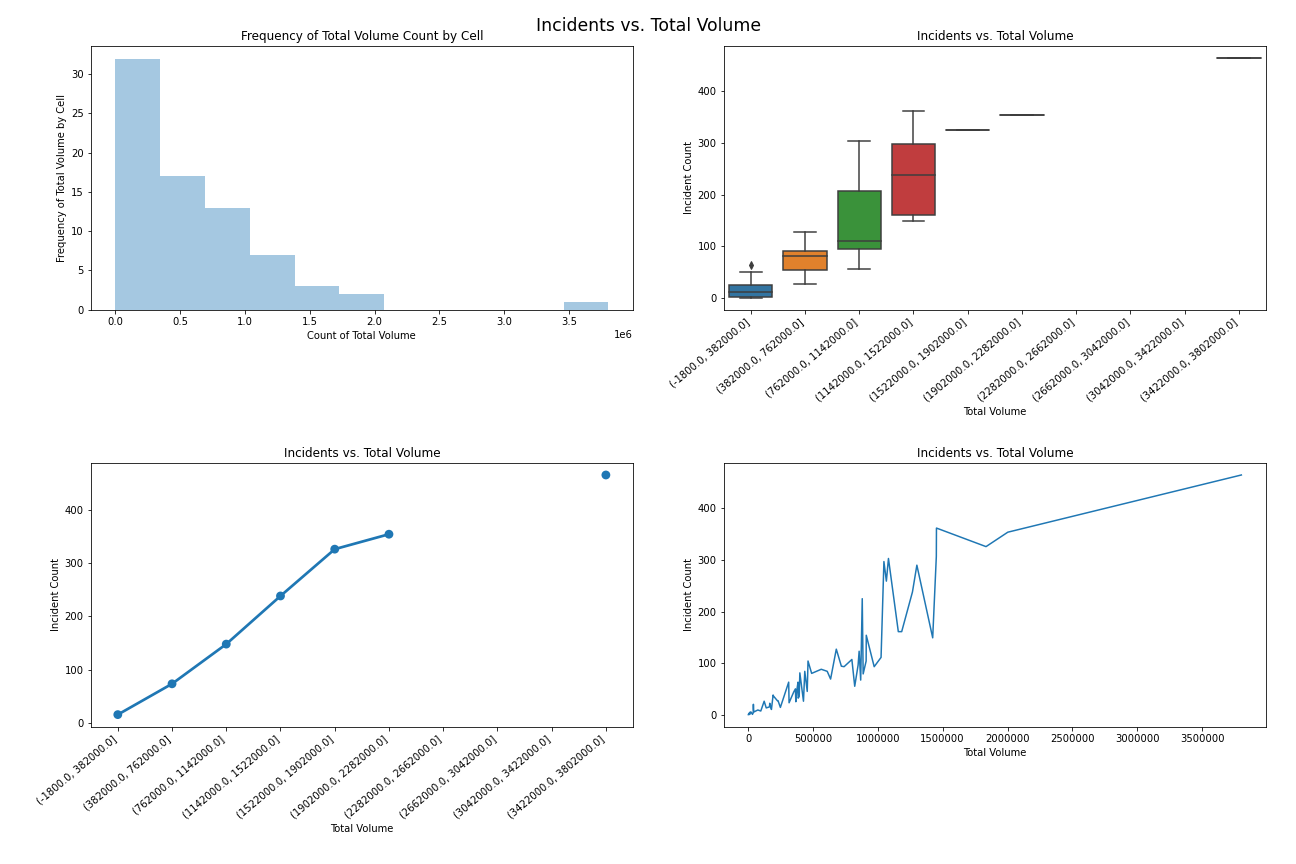 Incidents vs. Total Volume
Frequency of Total Volume Count by Cell
Frequency of Total Volume by Cell
30
25
20
15
10
5
0
0.0 0.5 1.0 1.5 2.0 2.5 3.0 3.5
1e6
Count of Total Volume
Incidents vs. Total Volume
Incident Count
400
300
200
100
0
(-1800.0, 382000.0]
(382000.0, 762000.0]
(762000.0, 1142000.0]
(1142000.0, 1522000.0]
(1522000.0, 1902000.0]
(1902000.0, 2282000.0]
(2282000.0, 2662000.0]
(2662000.0, 3042000.0]
(3042000.0, 3422000.0]
(3422000.0, 3802000.0]
Total Volume
Incidents vs. Total Volume
Incident Count
400
300
200
100
0
(-1800.0, 382000.0]
(382000.0, 762000.0]
(762000.0, 1142000.0]
(1142000.0, 1522000.0]
(1522000.0, 1902000.0]
(1902000.0, 2282000.0]
(2282000.0, 2662000.0]
(2662000.0, 3042000.0]
(3042000.0, 3422000.0]
(3422000.0, 3802000.0]
Total Volume
Incidents vs. Total Volume
Incident Count
400
300
200
100
0
0 500000 1000000 1500000 2000000 2500000 3000000 3500000
Total Volume